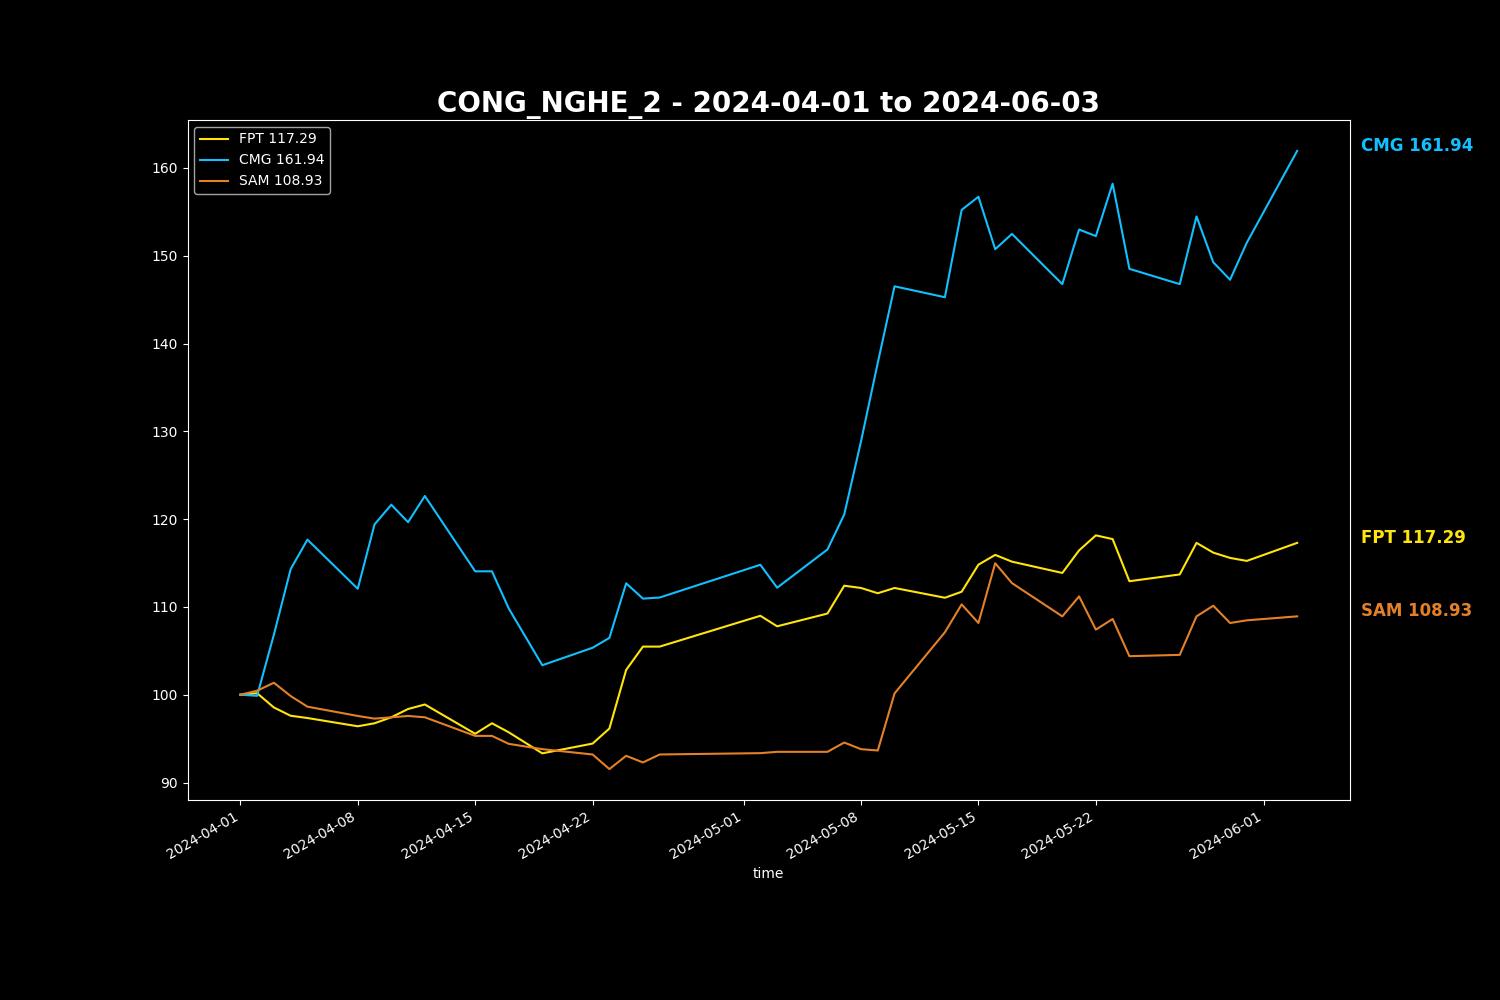 CONG_NGHE_2 - 2024-04-01 to 2024-06-03
FPT 117.29
CMG 161.94
SAM 108.93
CMG 161.94
FPT 117.29
SAM 108.93
160
150
140
130
120
110
100
90
2024-04-01
2024-04-08
2024-04-15
2024-04-22
2024-05-01
2024-05-08
2024-05-15
2024-05-22
2024-06-01
time